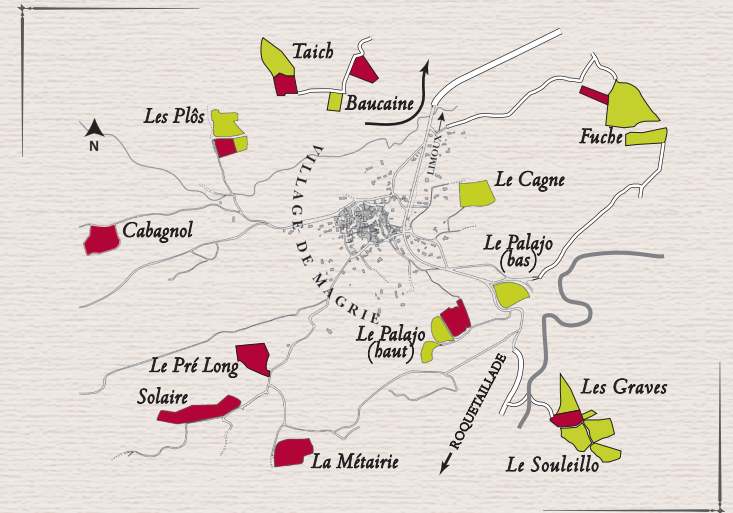 Taich
Baucaine
Les Plôs
Fuche
N
LIMOUX
VILLAGE DE MAGRIE
Le Cagne
Cabagnol
Le Palajo
(bas)
Le Palajo
(haut)
Le Pré Long
Solaire
ROQUETAILLADE
Les Graves
La Métairie
Le Souleillo